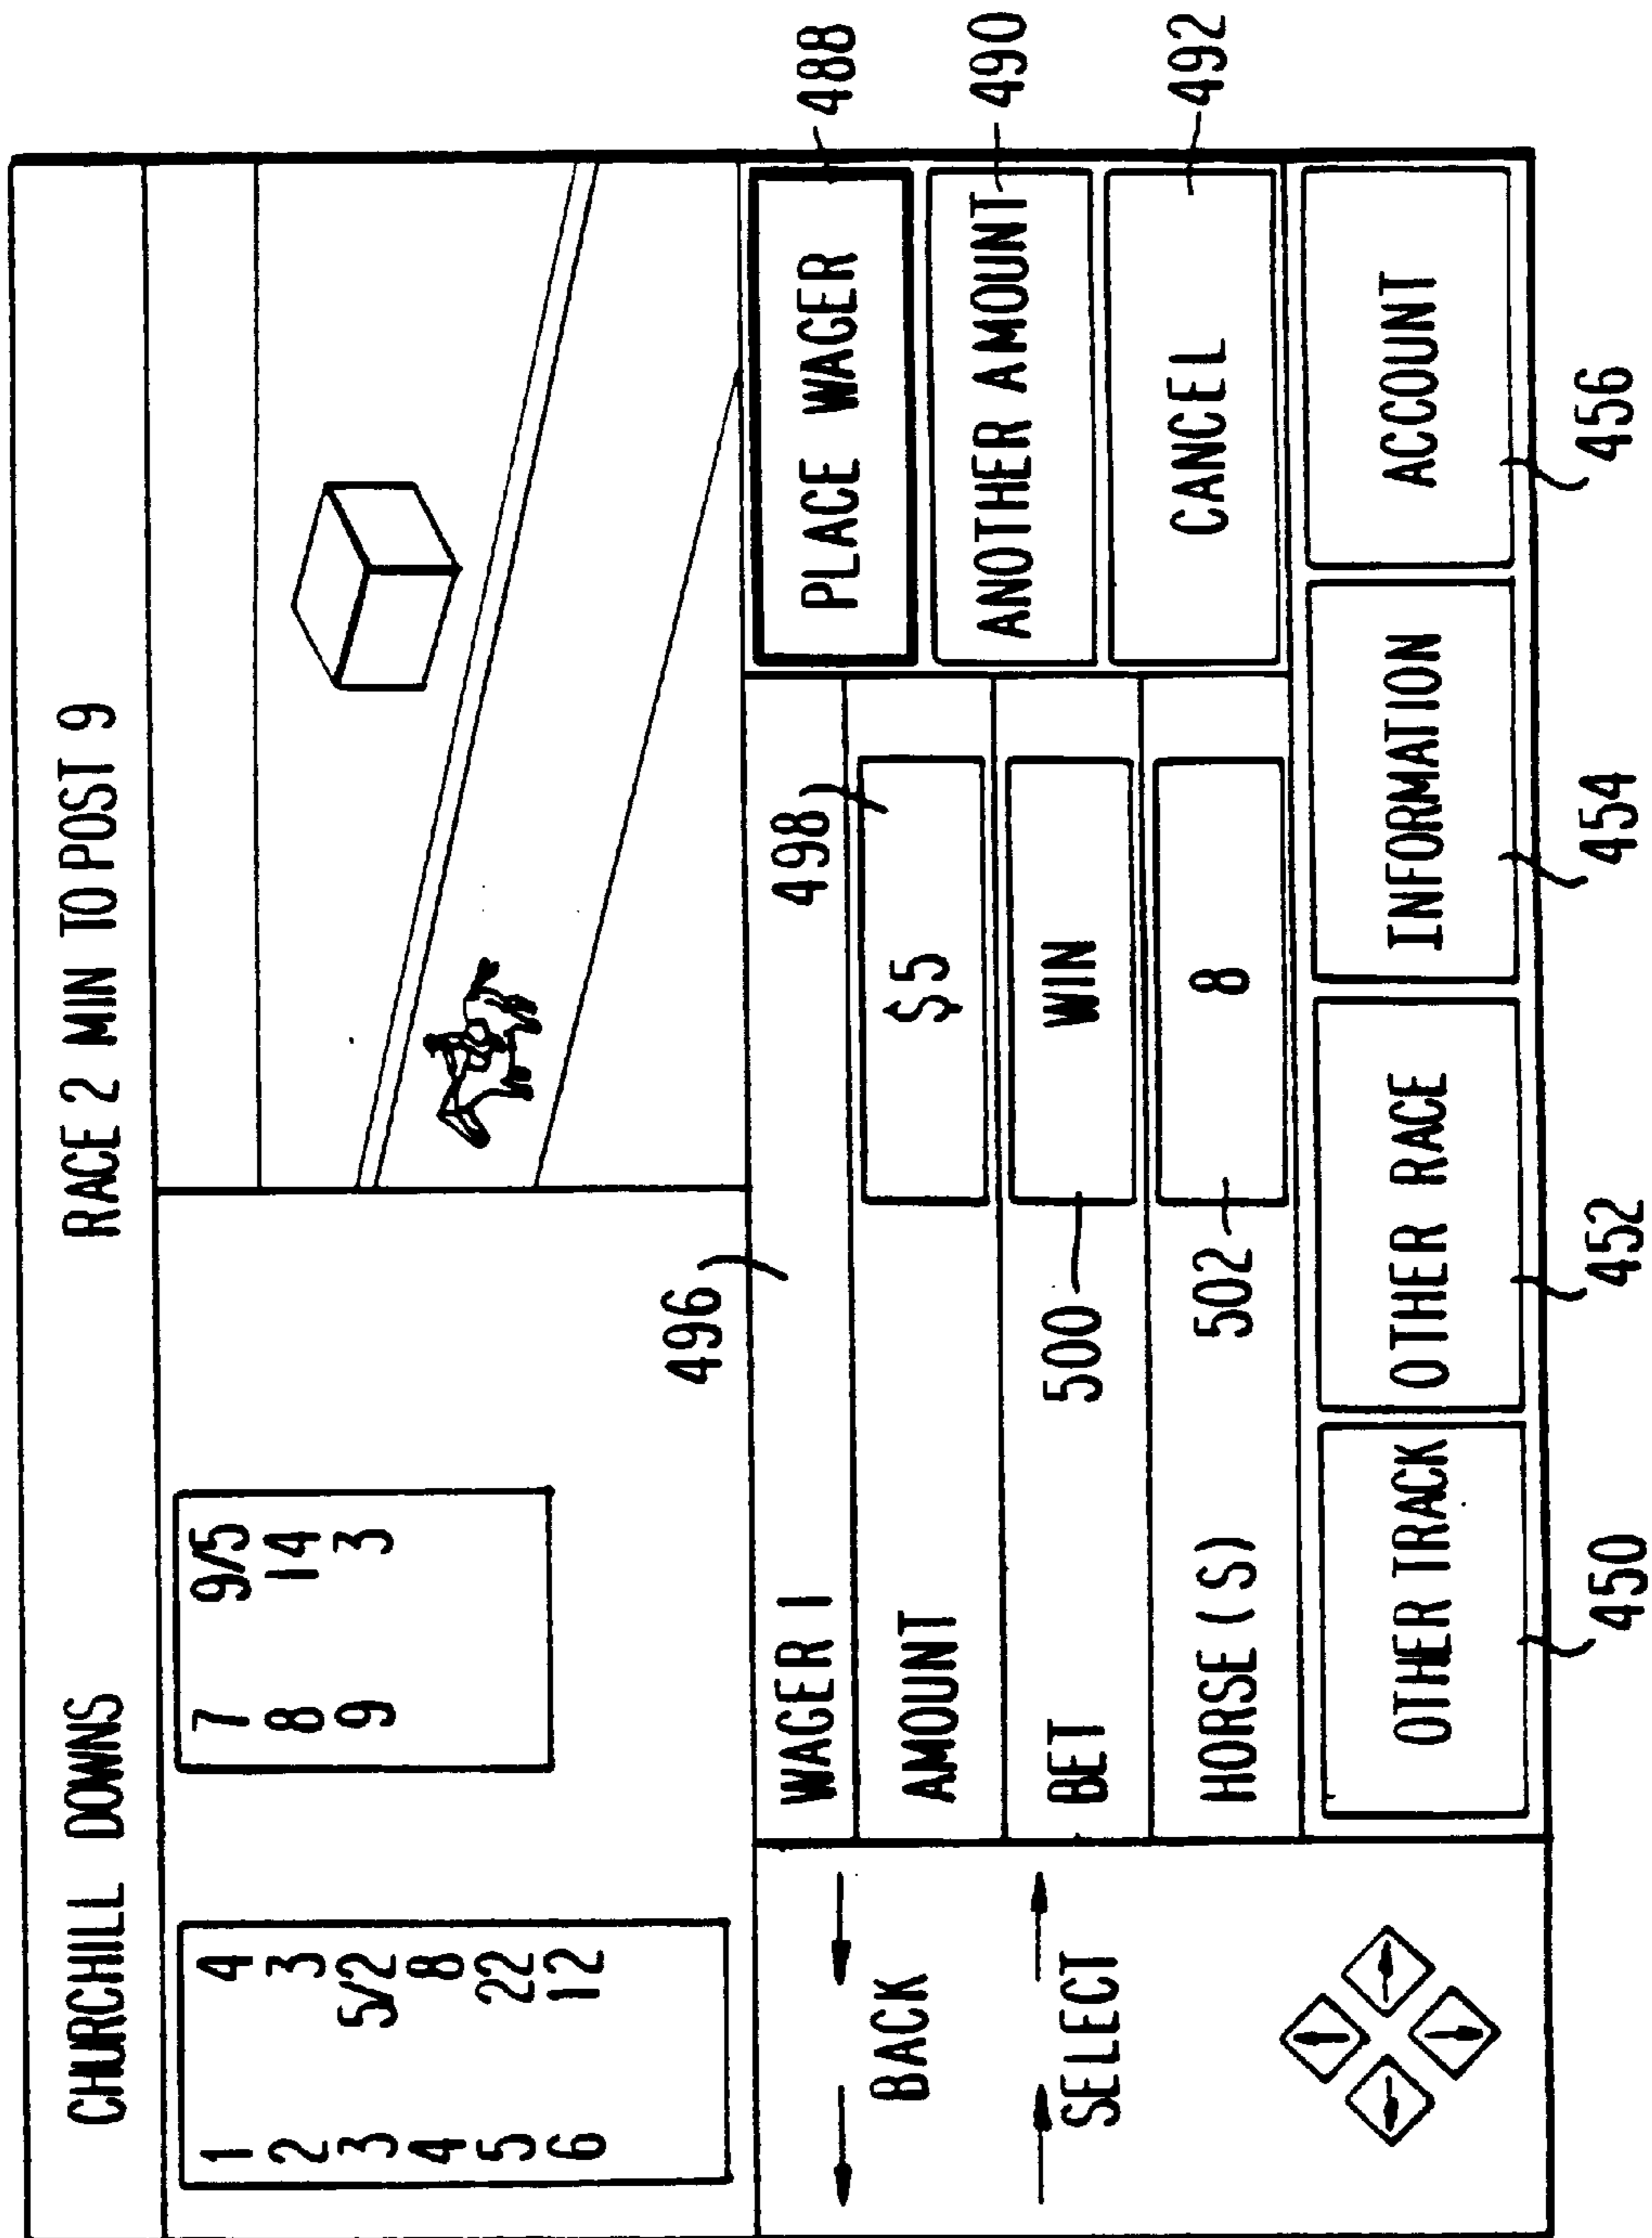 CHURCHILL DOWNS RACE 2 MIN TO POST 9
1 4 7 9/5
2 3 8 14
3 5/2 9 3
4 8
5 22
6 12
496
498
BACK
SELECT
WAGER 1
AMOUNT $5
BET 500 WIN
HORSE (S) 502 8
PLACE WAGER 488
ANOTHER AMOUNT 490
CANCEL 492
OTHER TRACK OTHER RACE INFORMATION ACCOUNT
450 452 454 456